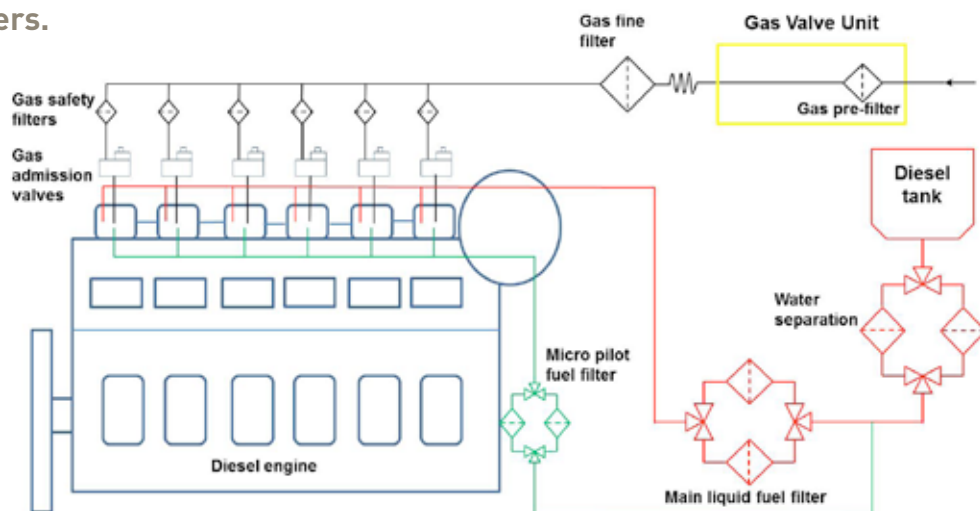 ers.
Gas fine
filter
Gas Valve Unit
Gas pre-filter
Gas safety
filters
Gas
admission
valves
Diesel
tank
Water
separation
Micro pilot
fuel filter
Diesel engine
Main liquid fuel filter